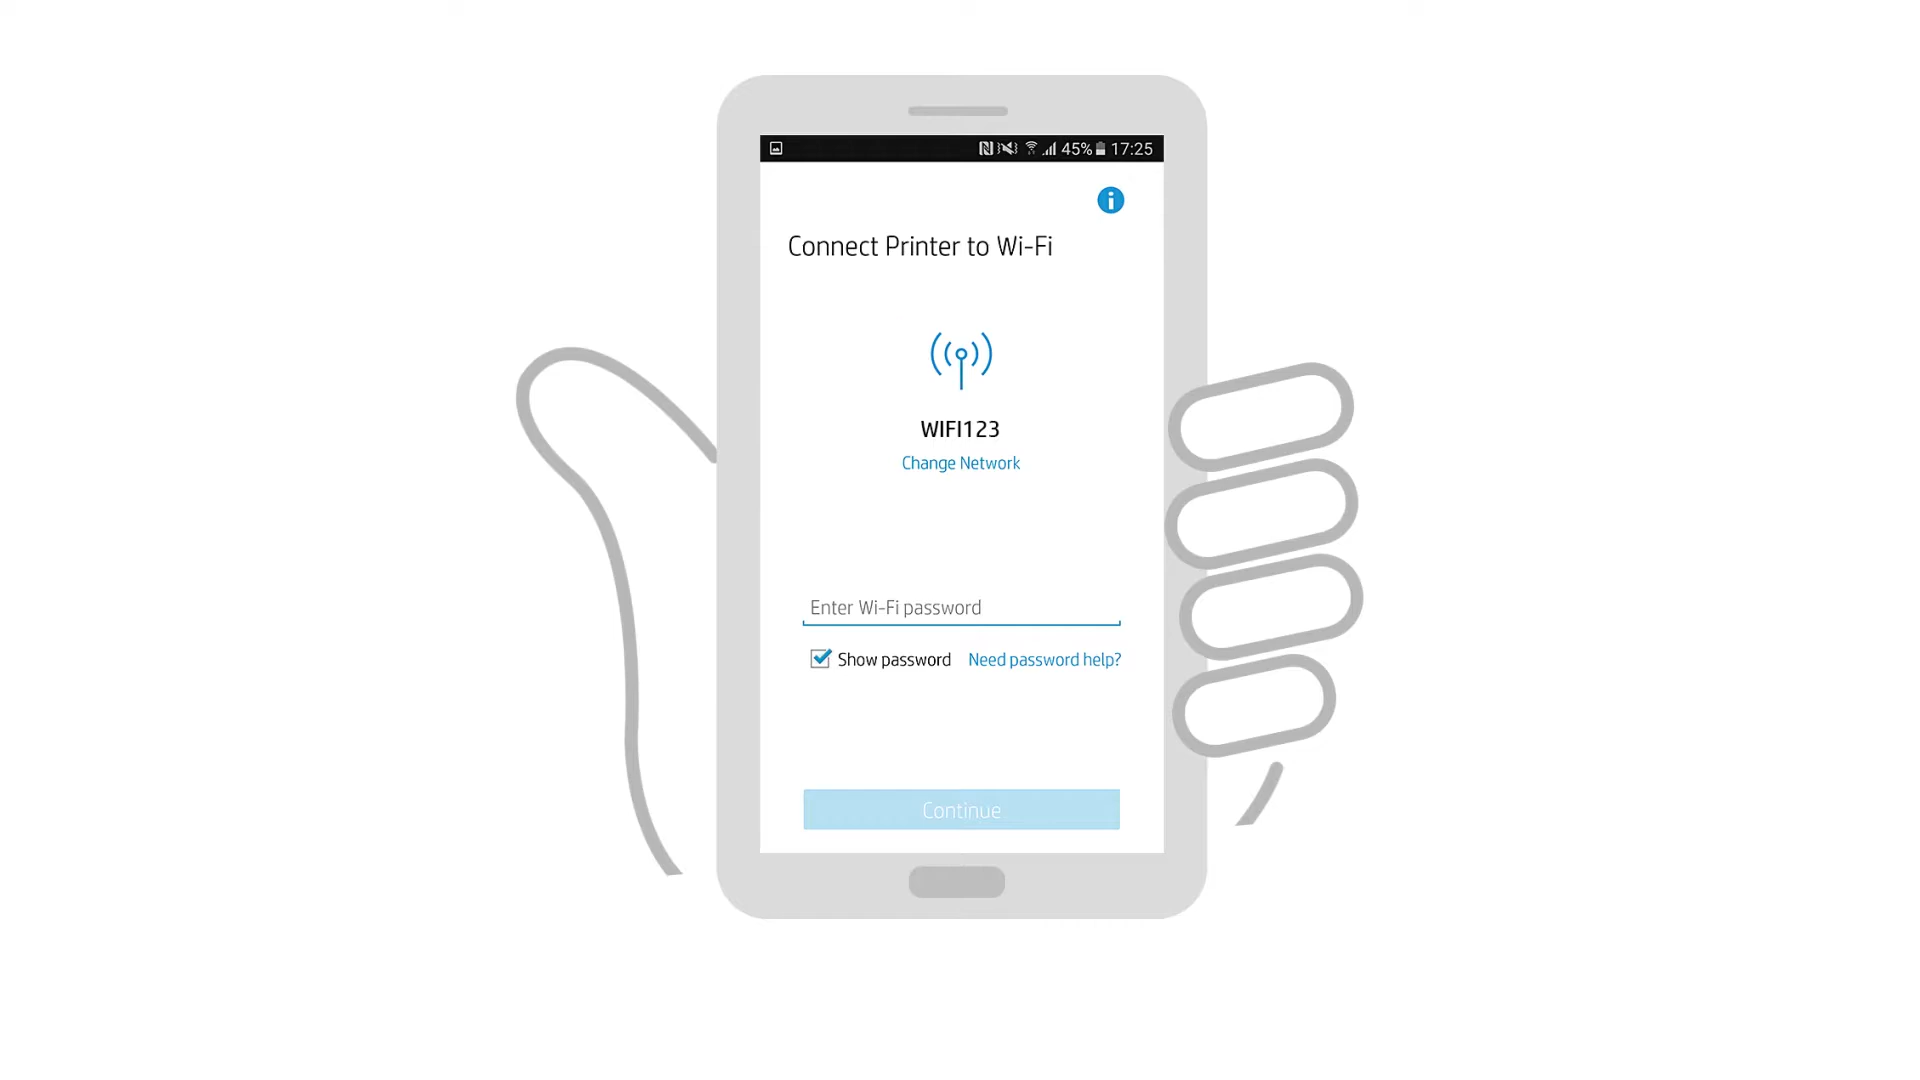 45% 17:25
Connect Printer to Wi-Fi
WIFI123
Change Network
Enter Wi-Fi password
Show password Need password help?
Continue